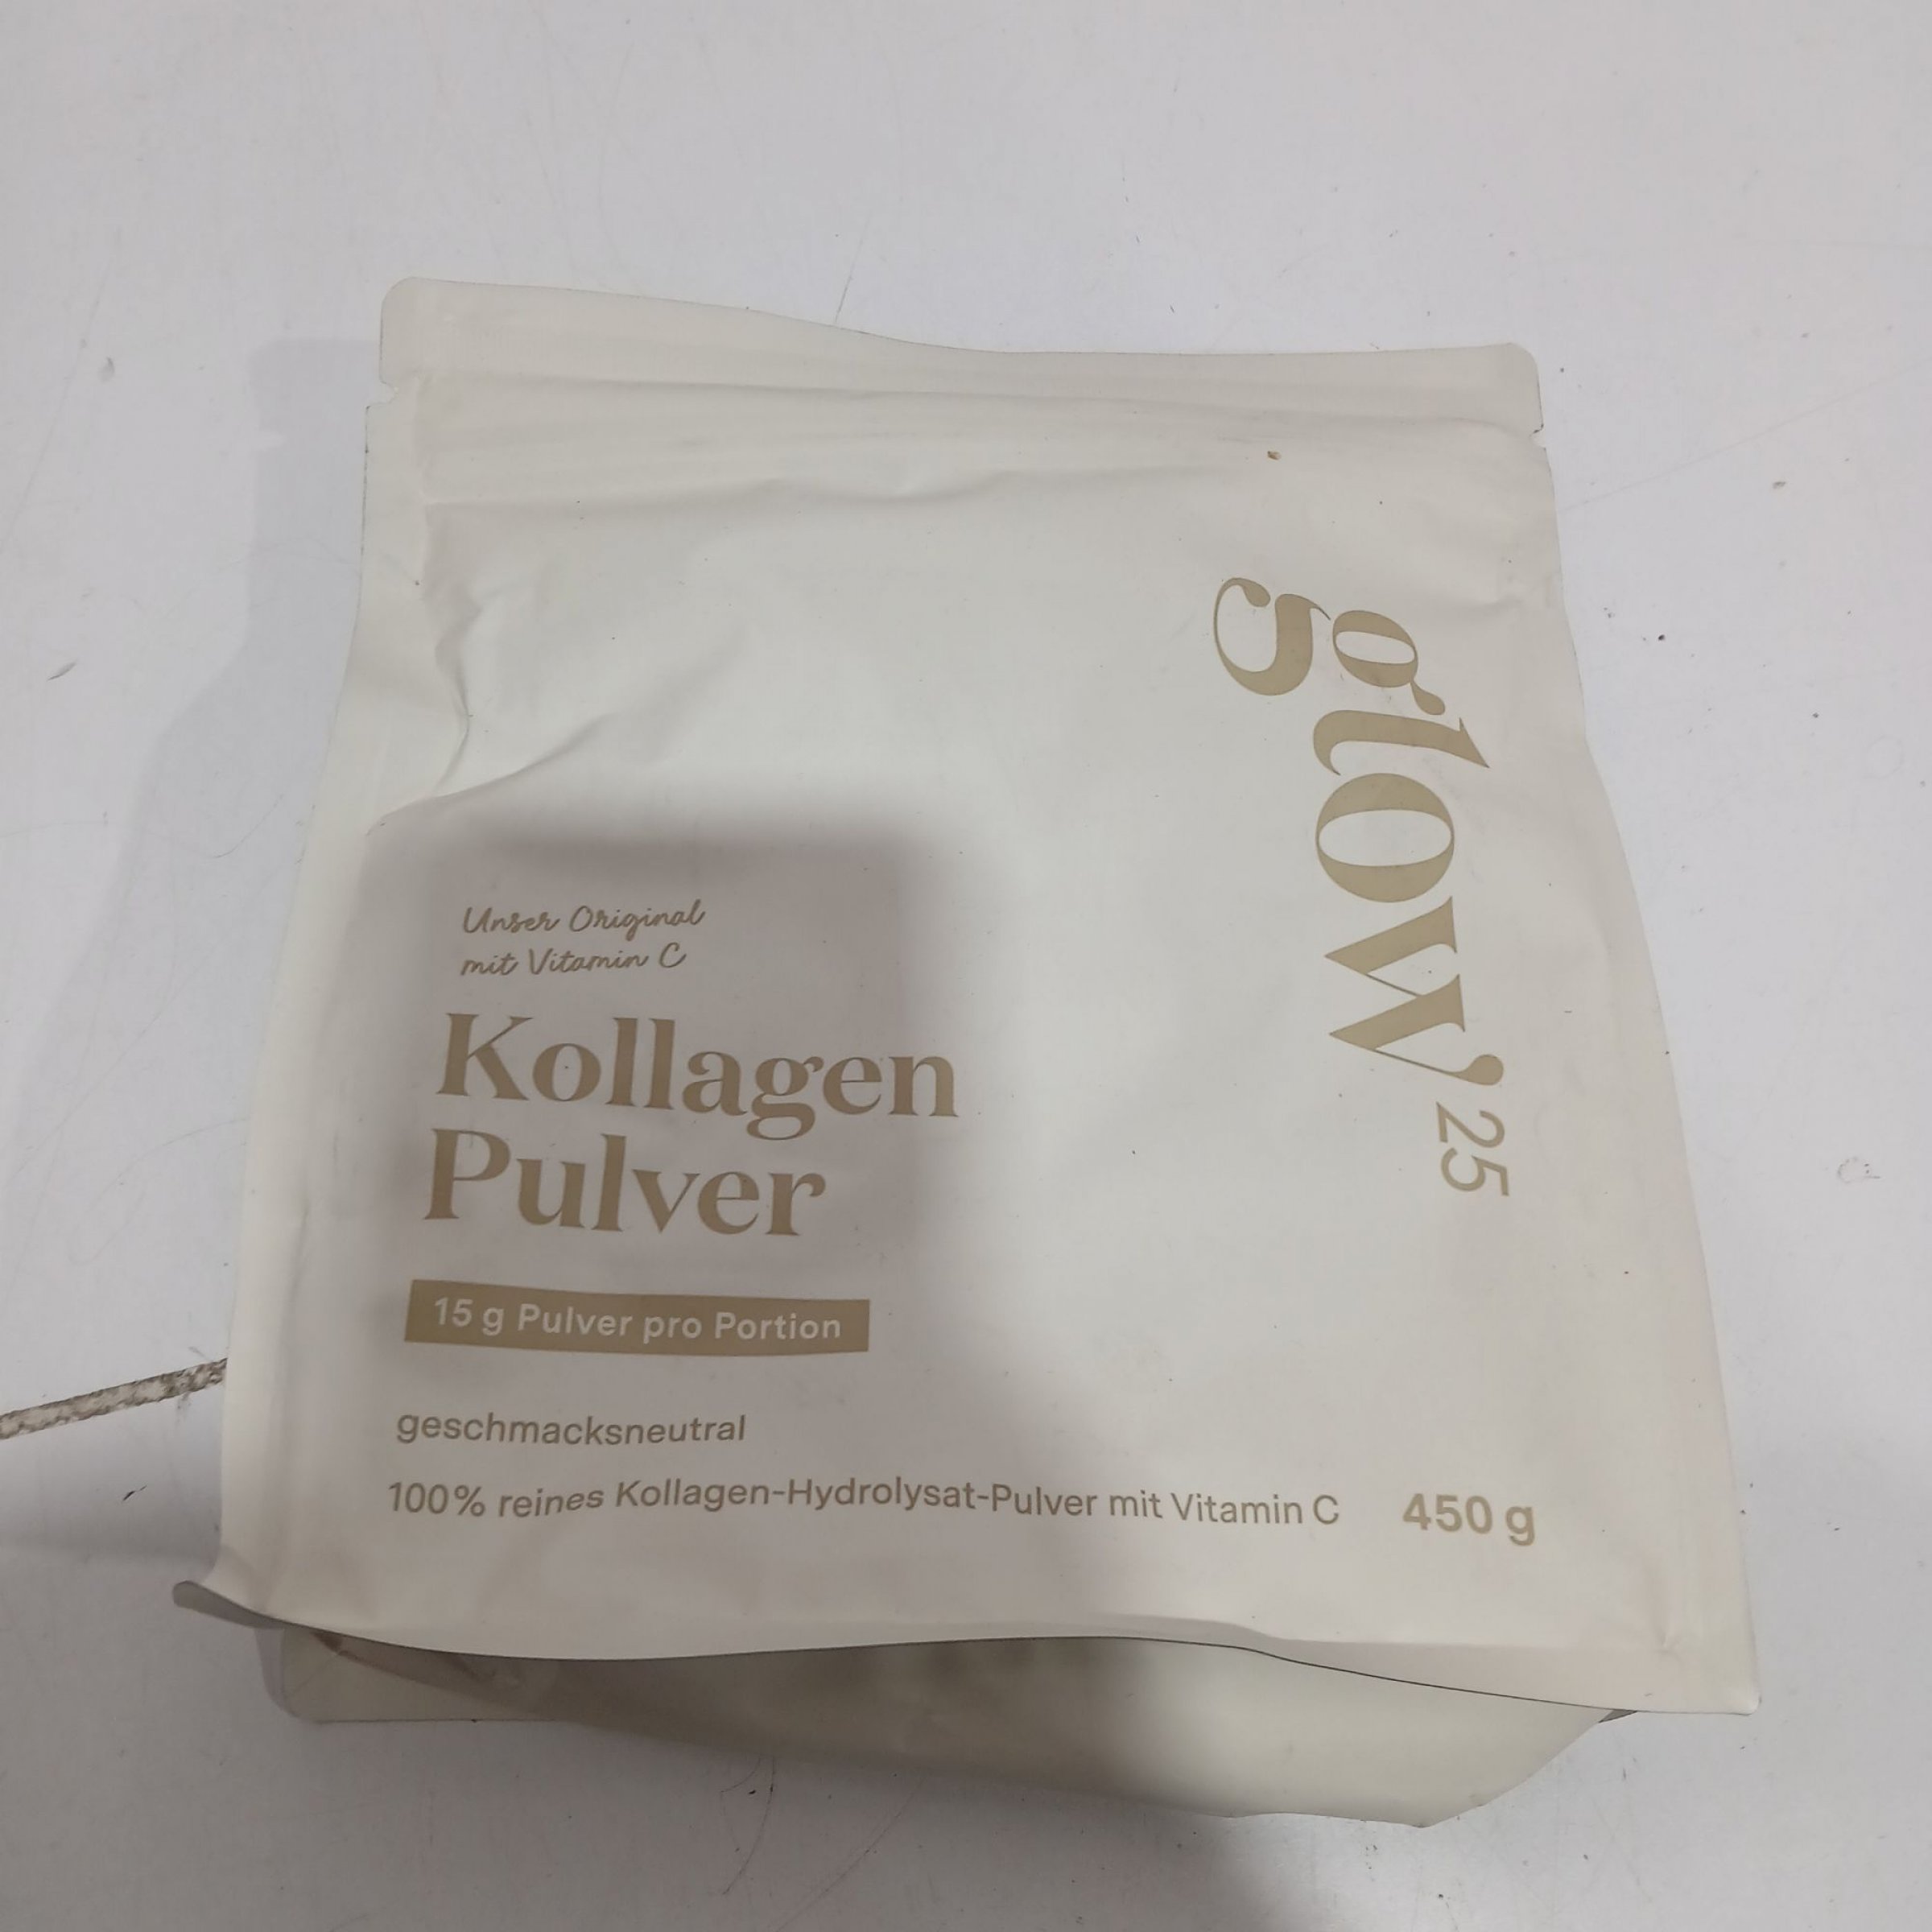 glow25
Unser Original
mit Vitamin C
Kollagen
Pulver
15 g Pulver pro Portion
geschmacksneutral
100% reines Kollagen-Hydrolysat-Pulver mit Vitamin C
450 g